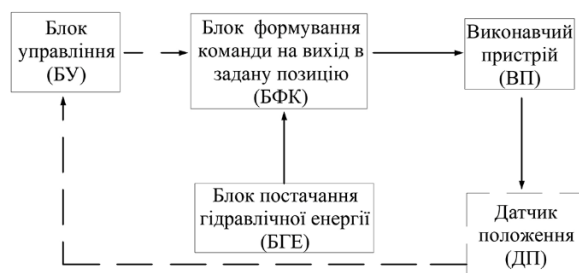 Блок
управління
(БУ)
Блок формування
команди на вихід в
задану позицію
(БФК)
Виконавчий
пристрій
(ВП)
Блок постачання
гідравлічної енергії
(БГЕ)
Датчик
положення
(ДП)